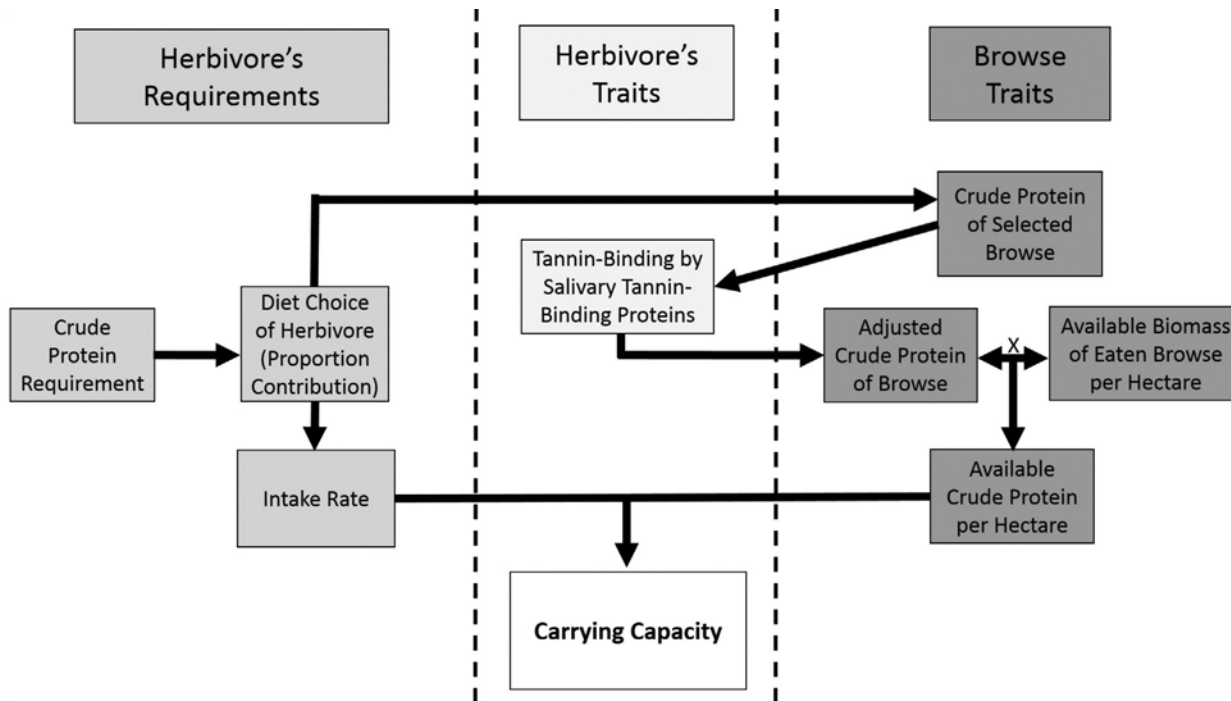 Herbivore’s
Requirements
Herbivore’s
Traits
Browse
Traits
Crude Protein
of Selected
Browse
Tannin-Binding by
Salivary Tannin-
Binding Proteins
Crude
Protein
Requirement
Diet Choice
of Herbivore
(Proportion
Contribution)
Adjusted
Crude Protein
of Browse
X
Available Biomass
of Eaten Browse
per Hectare
Intake Rate
Available
Crude Protein
per Hectare
Carrying Capacity